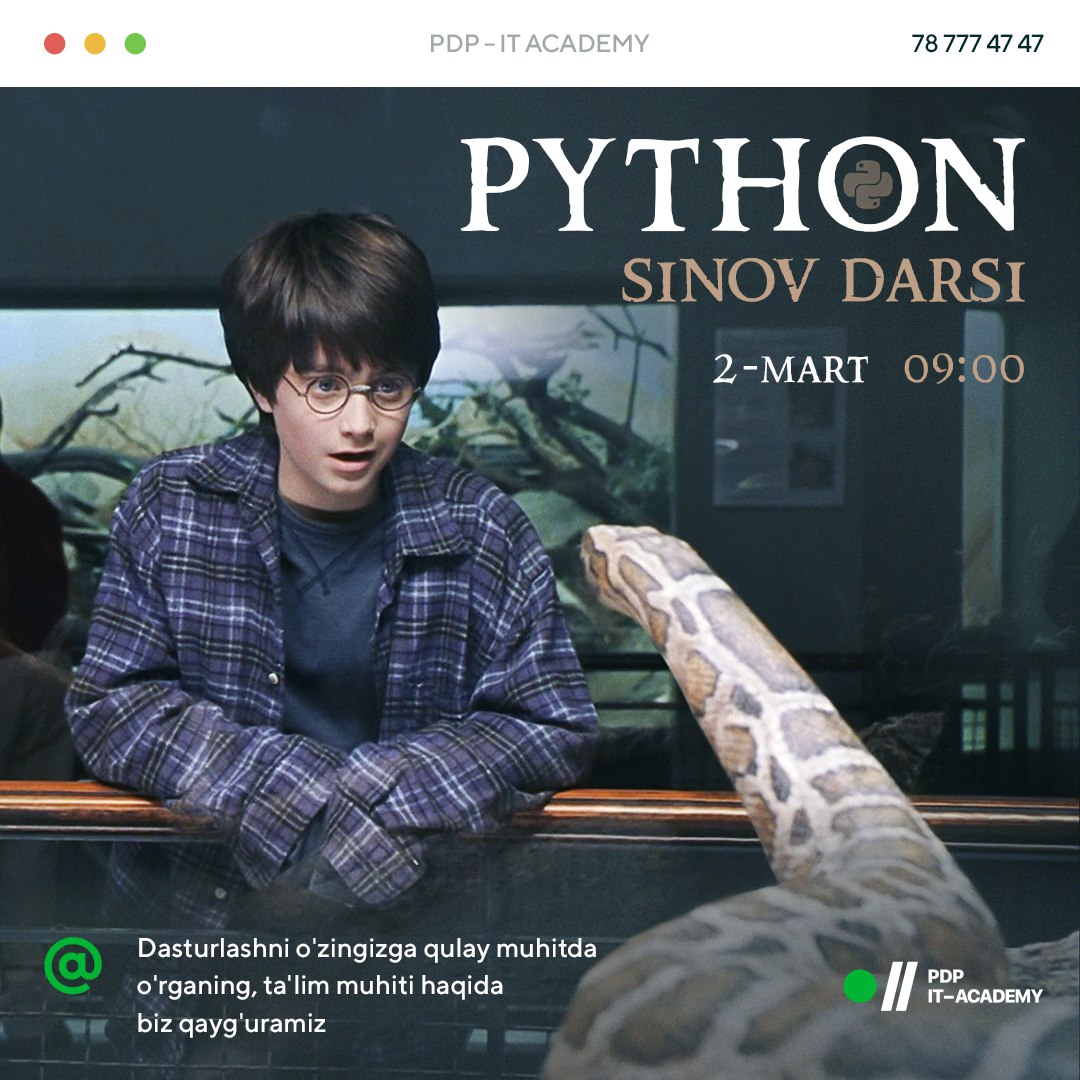 PDP - IT ACADEMY
78 777 47 47
PYTHON
SINOV DARSI
2-MART 09:00
Dasturlashni o'zingizga qulay muhitda
o'rganing, ta'lim muhiti haqida
biz qayg'uramiz
PDP
IT-ACADEMY